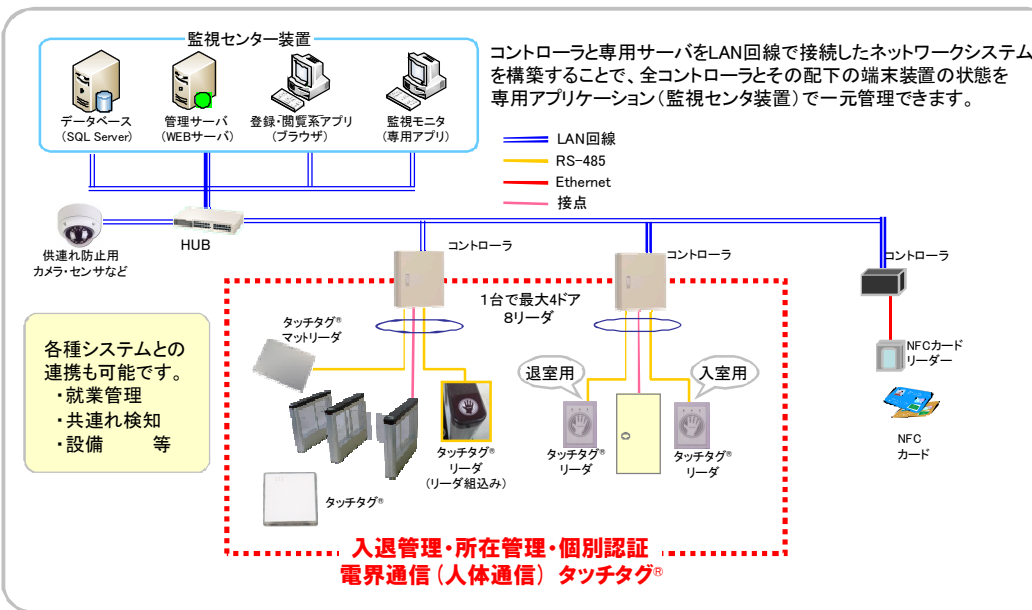 監視センター装置
データベース
(SQL Server)
管理サーバ
(WEBサーバ)
登録・閲覧系アプリ
(ブラウザ)
監視モニタ
(専用アプリ)
コントローラと専用サーバをLAN回線で接続したネットワークシステム
を構築することで、全コントローラとその配下の端末装置の状態を
専用アプリケーション(監視センタ装置)で一元管理できます。
LAN回線
RS-485
Ethernet
接点
供連れ防止用
カメラ・センサなど
HUB
コントローラ
コントローラ
コントローラ
1台で最大4ドア
8リーダ
各種システムとの
連携も可能です。
・就業管理
・共連れ検知
・設備 等
タッチタグ®
マットリーダ
タッチタグ®
リーダ
(リーダ組込み)
タッチタグ®
退室用
入室用
タッチタグ®
リーダ
タッチタグ®
リーダ
NFCカード
リーダー
NFC
カード
入退管理・所在管理・個別認証
電界通信(人体通信) タッチタグ®